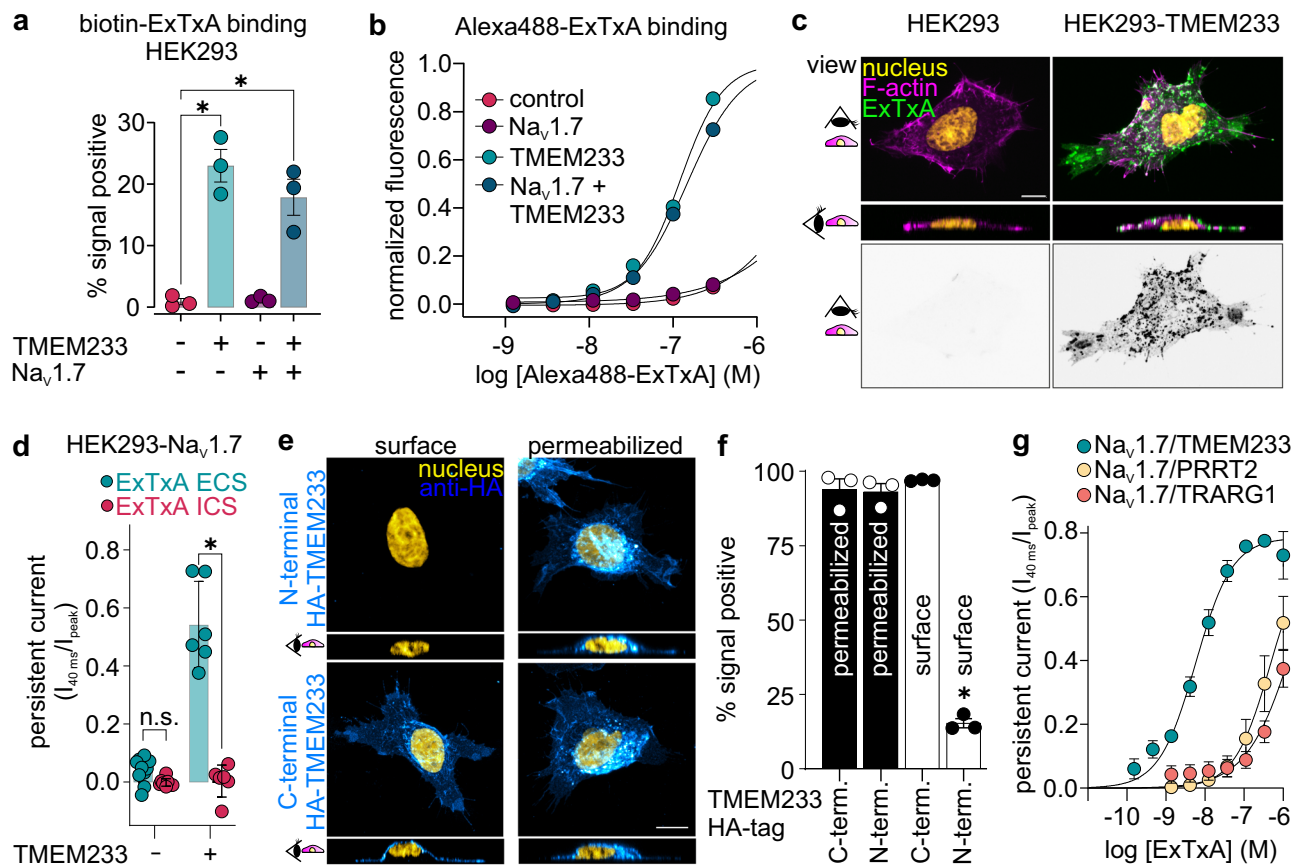 a
biotin-ExTxA binding
HEK293
*
*
% signal positive
30
20
10
0
TMEM233 - + - +
Naᵥ1.7 - - + +
b
Alexa488-ExTxA binding
normalized fluorescence
1.0
0.8
0.6
0.4
0.2
0.0
control
Naᵥ1.7
TMEM233
Naᵥ1.7 +
TMEM233
-9 -8 -7 -6
log [Alexa488-ExTxA] (M)
c
HEK293 HEK293-TMEM233
view
nucleus
F-actin
ExTxA
d
HEK293-Naᵥ1.7
ExTxA ECS
ExTxA ICS
persistent current
(I40 ms/Ipeak)
0.8
0.6
0.4
0.2
0.0
n.s.
*
TMEM233 - +
e
surface permeabilized
nucleus
anti-HA
N-terminal
HA-TMEM233
C-terminal
HA-TMEM233
f
% signal positive
100
75
50
25
0
permeabilized
permeabilized
surface
surface
*
TMEM233
HA-tag
C-term.
N-term.
C-term.
N-term.
g
Naᵥ1.7/TMEM233
Naᵥ1.7/PRRT2
Naᵥ1.7/TRARG1
persistent current (I40 ms/Ipeak)
0.8
0.6
0.4
0.2
0.0
-10 -9 -8 -7 -6
log [ExTxA] (M)